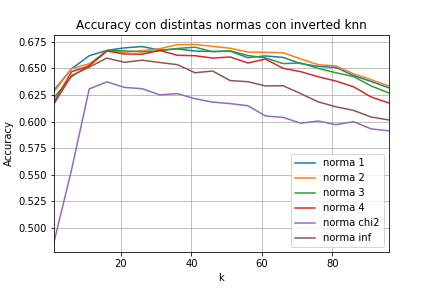 Accuracy con distintas normas con inverted knn
0.675
0.650
0.625
0.600
0.575
0.550
0.525
0.500
Accuracy
20
40
60
80
k
norma 1
norma 2
norma 3
norma 4
norma chi2
norma inf